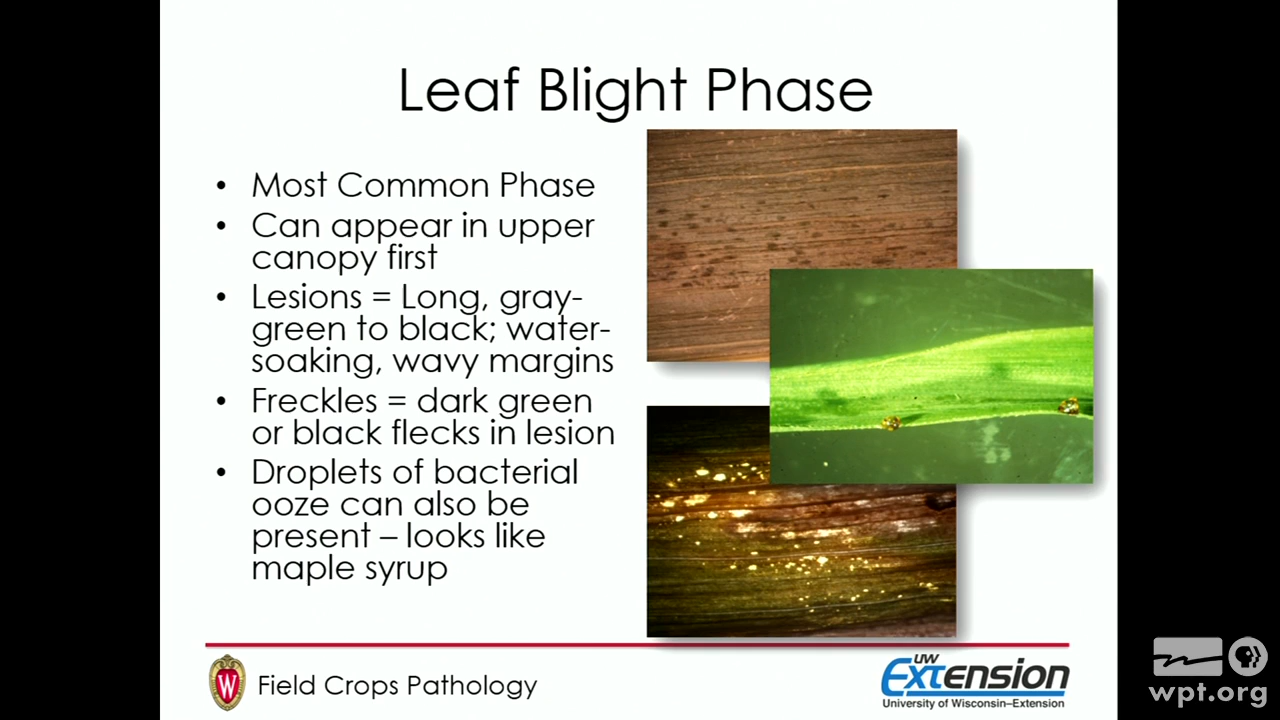 Leaf Blight Phase
• Most Common Phase
• Can appear in upper
canopy first
• Lesions = Long, gray-
green to black; water-
soaking, wavy margins
• Freckles = dark green
or black flecks in lesion
• Droplets of bacterial
ooze can also be
present – looks like
maple syrup
W
Field Crops Pathology
UW
Extension
University of Wisconsin–Extension
wpt.org